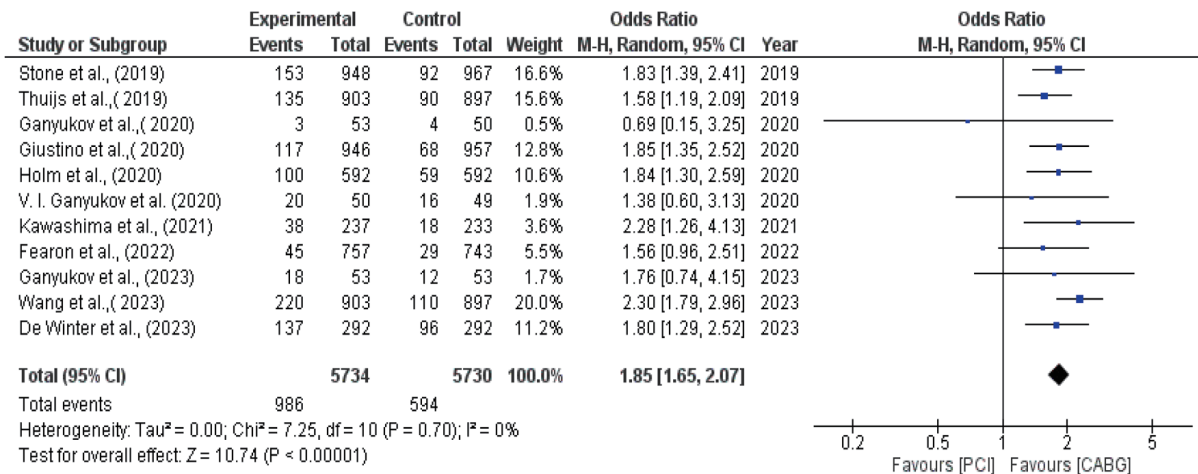 Experimental Control Odds Ratio Odds Ratio
Study or Subgroup Events Total Events Total Weight M-H, Random, 95% CI Year M-H, Random, 95% CI
Stone et al., (2019) 153 948 92 967 16.6% 1.83 [1.39, 2.41] 2019
Thuijs et al.,( 2019) 135 903 90 897 15.6% 1.58 [1.19, 2.09] 2019
Ganyukov et al.,( 2020) 3 53 4 50 0.5% 0.69 [0.15, 3.25] 2020
Giustino et al.,( 2020) 117 946 68 957 12.8% 1.85 [1.35, 2.52] 2020
Holm et al., (2020) 100 592 59 592 10.6% 1.84 [1.30, 2.59] 2020
V. I. Ganyukov et al. (2020) 20 50 16 49 1.9% 1.38 [0.60, 3.13] 2020
Kawashima et al., (2021) 38 237 18 233 3.6% 2.28 [1.26, 4.13] 2021
Fearon et al., (2022) 45 757 29 743 5.5% 1.56 [0.96, 2.51] 2022
Ganyukov et al., (2023) 18 53 12 53 1.7% 1.76 [0.74, 4.15] 2023
Wang et al.,( 2023) 220 903 110 897 20.0% 2.30 [1.79, 2.96] 2023
De Winter et al., (2023) 137 292 96 292 11.2% 1.80 [1.29, 2.52] 2023
Total (95% CI) 5734 5730 100.0% 1.85 [1.65, 2.07]
Total events 986 594
Heterogeneity: Tau² = 0.00; Chi² = 7.25, df = 10 (P = 0.70); I² = 0%
Test for overall effect: Z = 10.74 (P < 0.00001)
0.2 0.5 1 2 5
Favours [PCI] Favours [CABG]